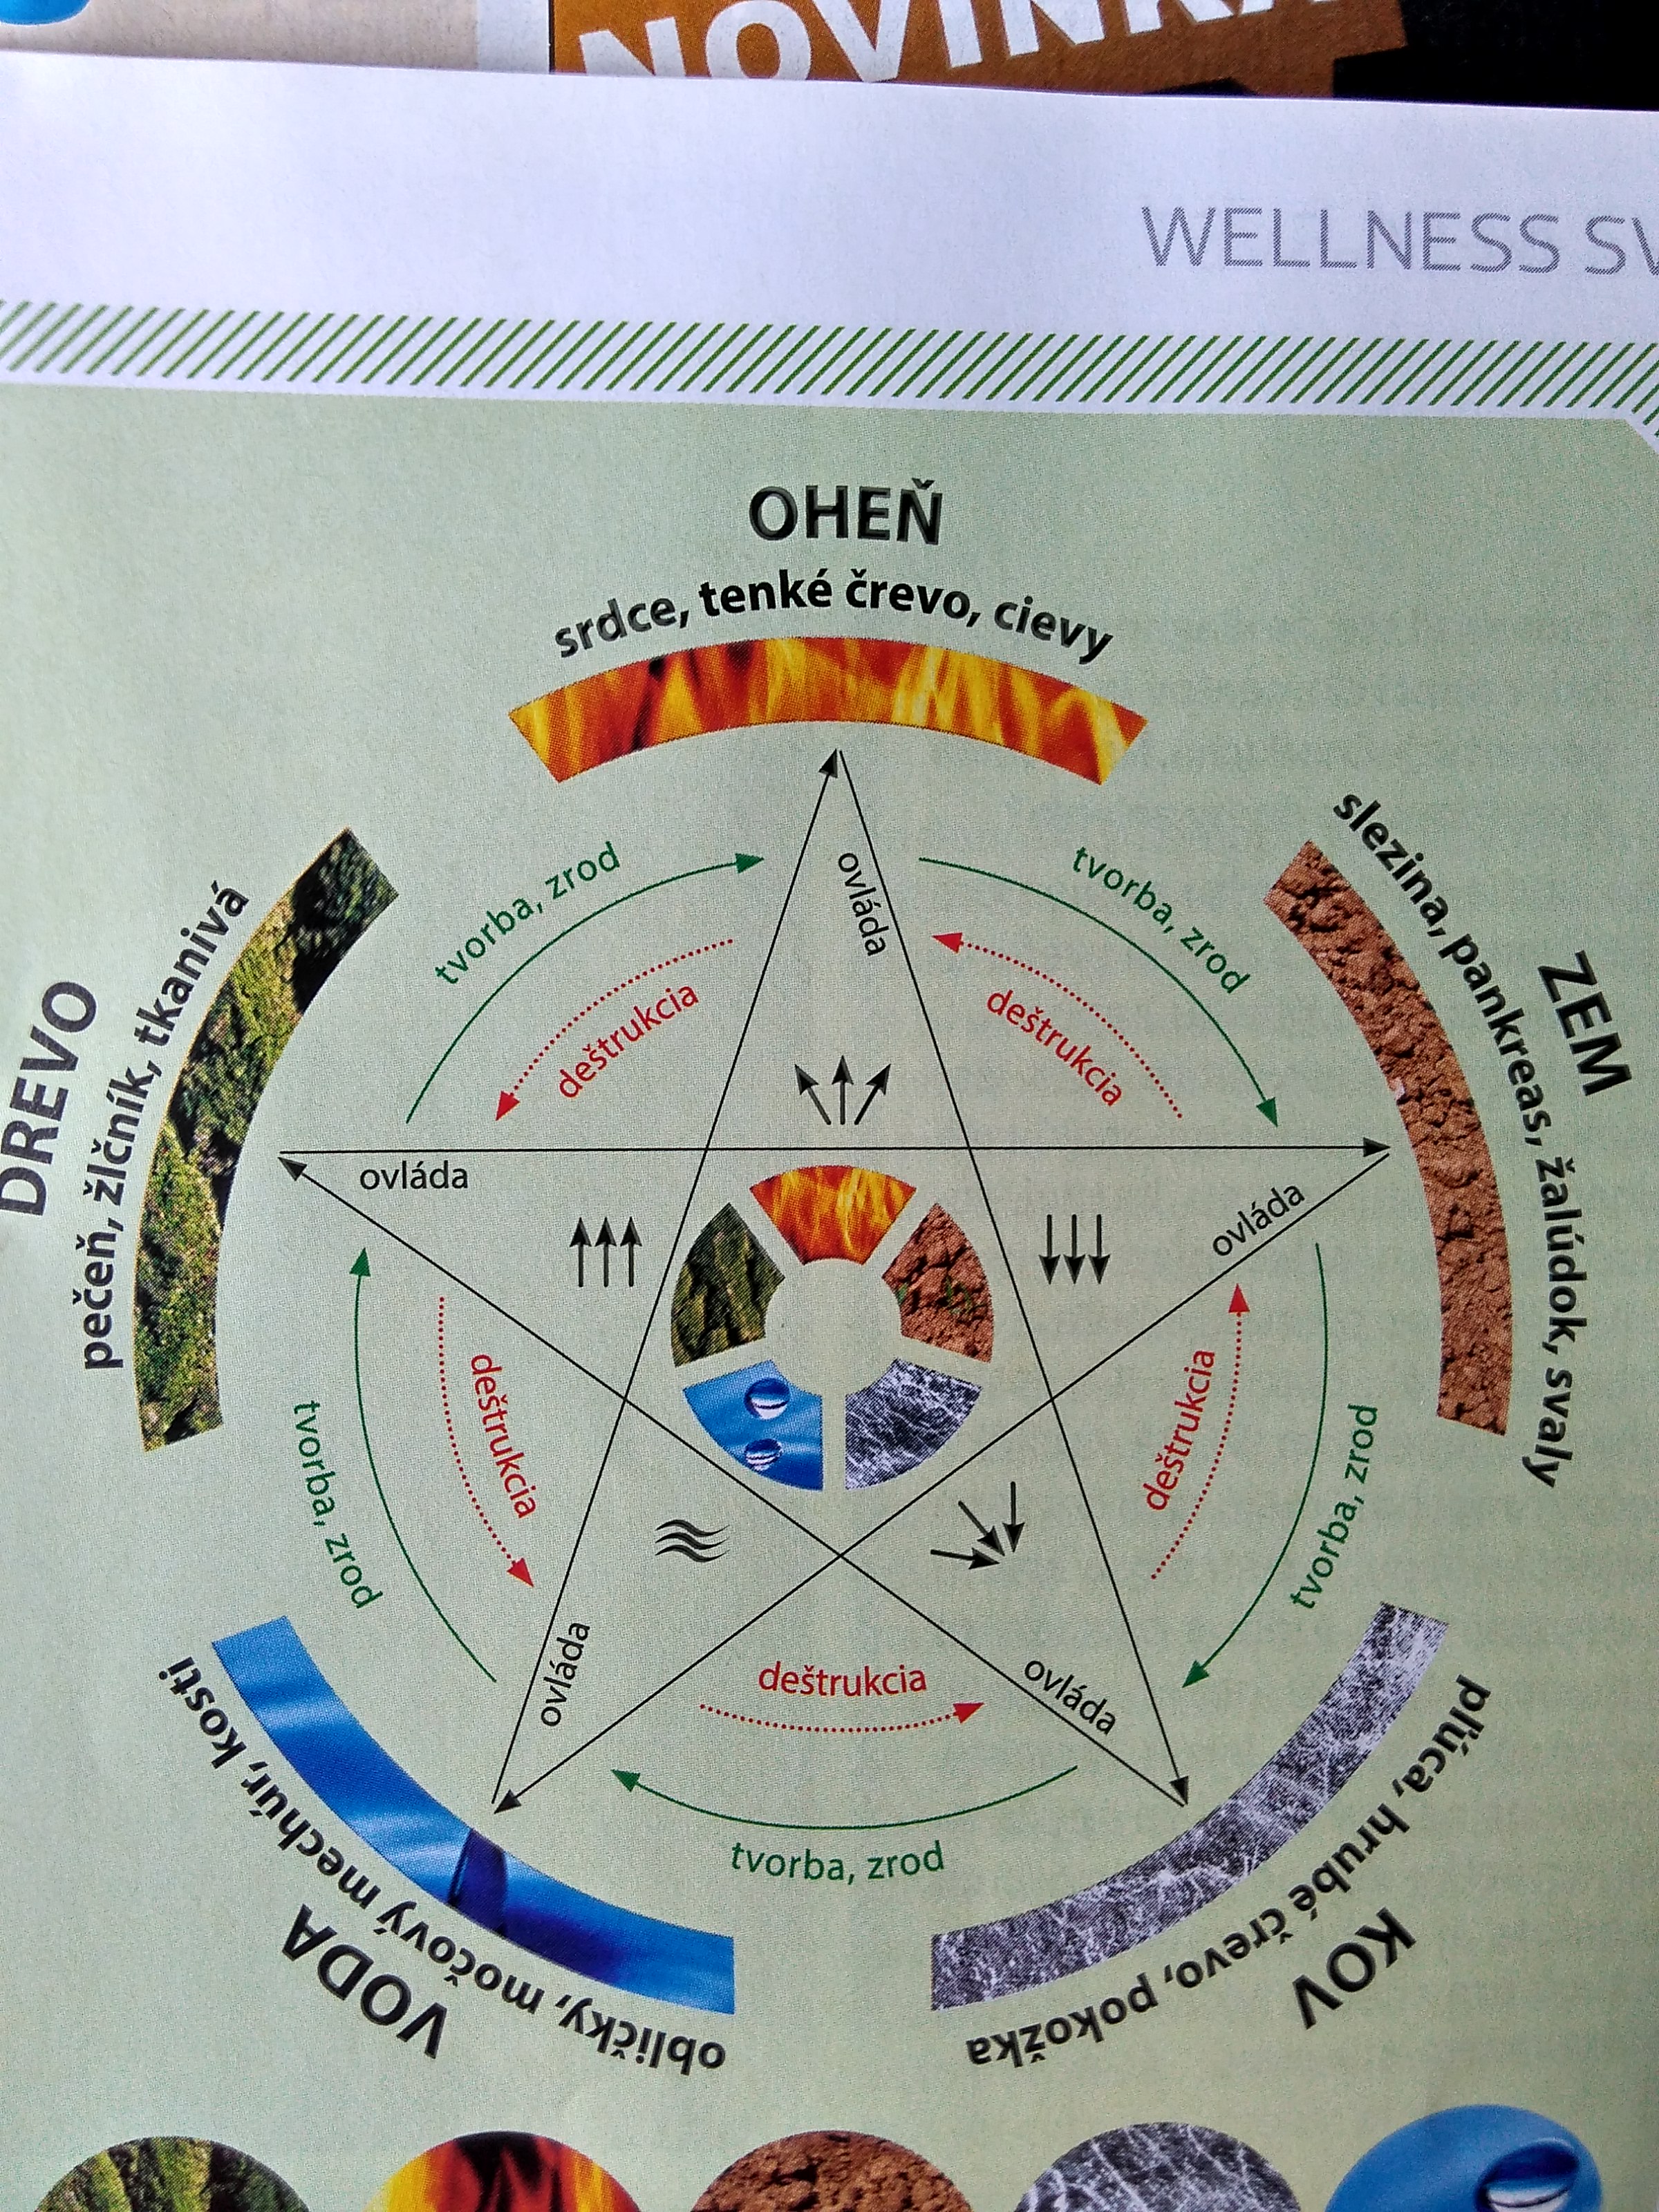 WELLNESS
OHEŇ
srdce, tenké črevo, cievy
ZEM
slezina, pankreas, žalúdok, svaly
KOV
pľúca, hrubé črevo, pokožka
VODA
obličky, močový mechúr, kosti
DREVO
pečeň, žlčník, tkanivá
tvorba, zrod
tvorba, zrod
tvorba, zrod
tvorba, zrod
tvorba, zrod
deštrukcia
deštrukcia
deštrukcia
deštrukcia
deštrukcia
ovláda
ovláda
ovláda
ovláda
ovláda